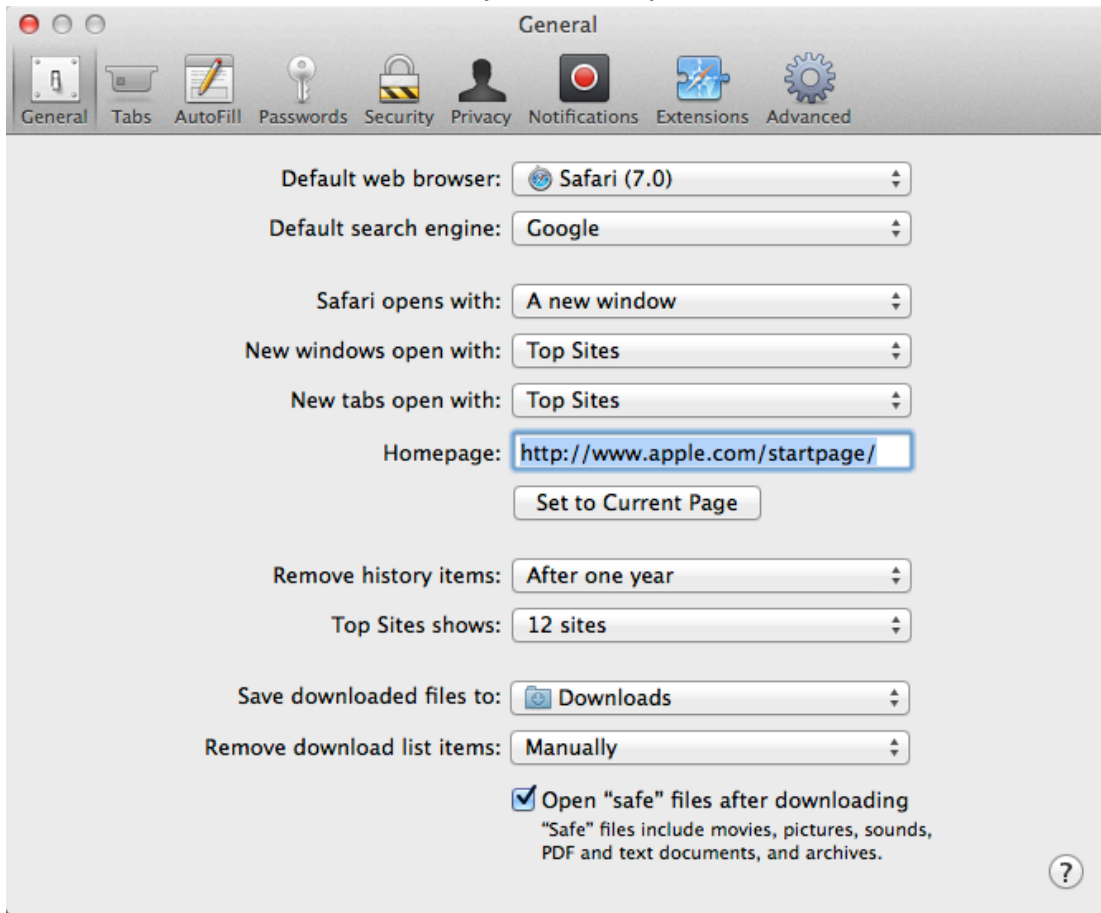 General
General Tabs AutoFill Passwords Security Privacy Notifications Extensions Advanced
Default web browser: Safari (7.0)
Default search engine: Google
Safari opens with: A new window
New windows open with: Top Sites
New tabs open with: Top Sites
Homepage: http://www.apple.com/startpage/
Set to Current Page
Remove history items: After one year
Top Sites shows: 12 sites
Save downloaded files to: Downloads
Remove download list items: Manually
Open “safe” files after downloading
“Safe” files include movies, pictures, sounds,
PDF and text documents, and archives.
?